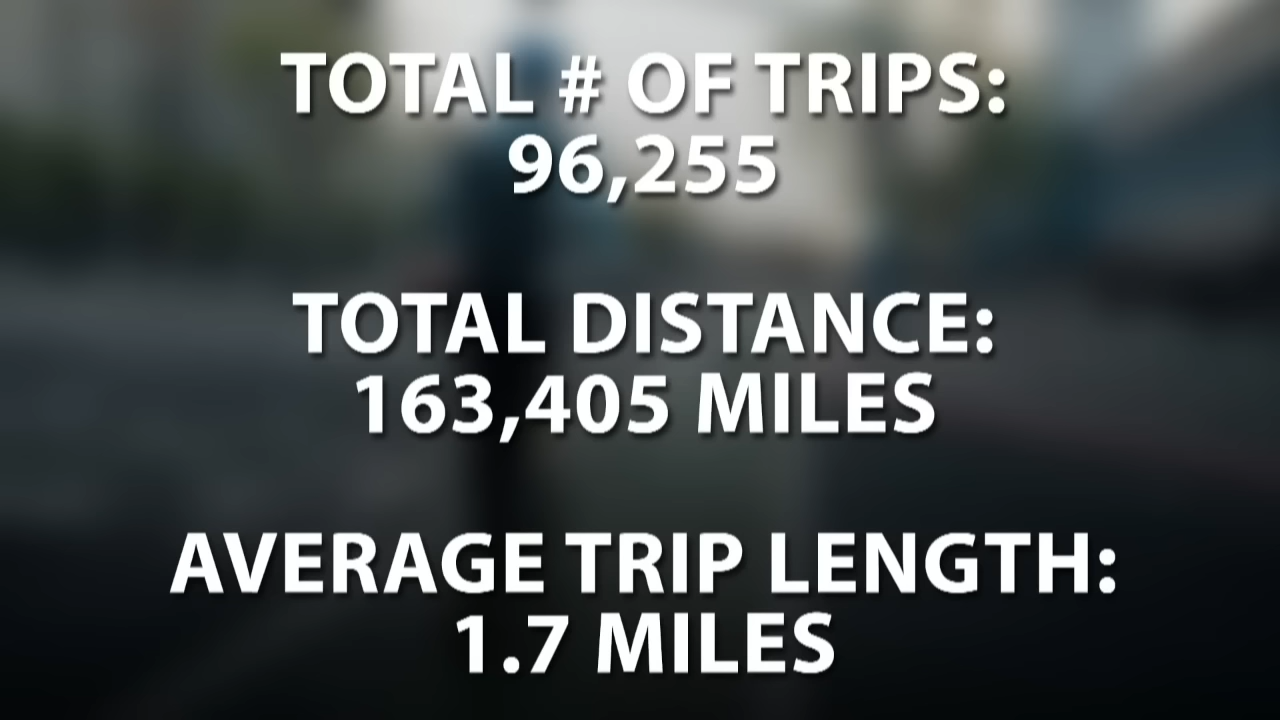 TOTAL # OF TRIPS:
96,255
TOTAL DISTANCE:
163,405 MILES
AVERAGE TRIP LENGTH:
1.7 MILES